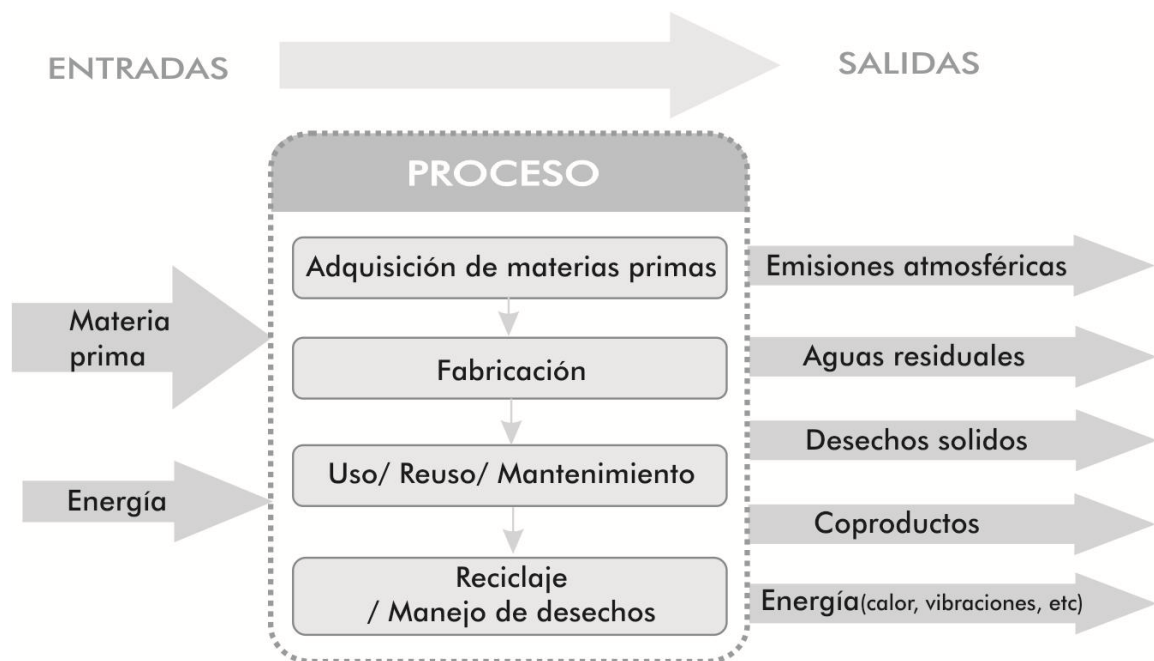 ENTRADAS
SALIDAS
PROCESO
Adquisición de materias primas
Fabricación
Uso/ Reuso/ Mantenimiento
Reciclaje
/ Manejo de desechos
Materia
prima
Energía
Emisiones atmosféricas
Aguas residuales
Desechos solidos
Coproductos
Energía(calor, vibraciones, etc)